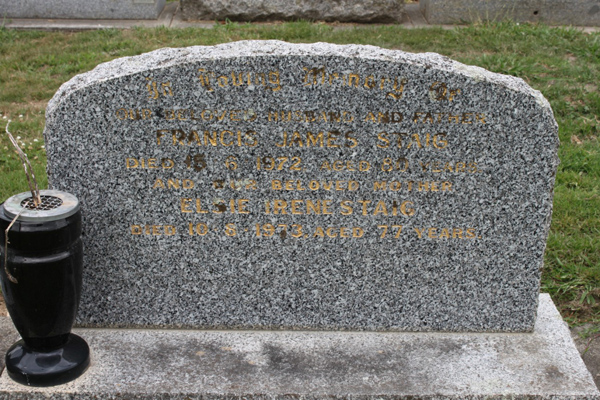 In Loving Memory Of
OUR BELOVED HUSBAND AND FATHER
FRANCIS JAMES STAIG
DIED 6. 1972 AGED YEARS
AND OUR BELOVED MOTHER
ELSIE IRENE STAIG
DIED 10. 8. 1973, AGED 77 YEARS.